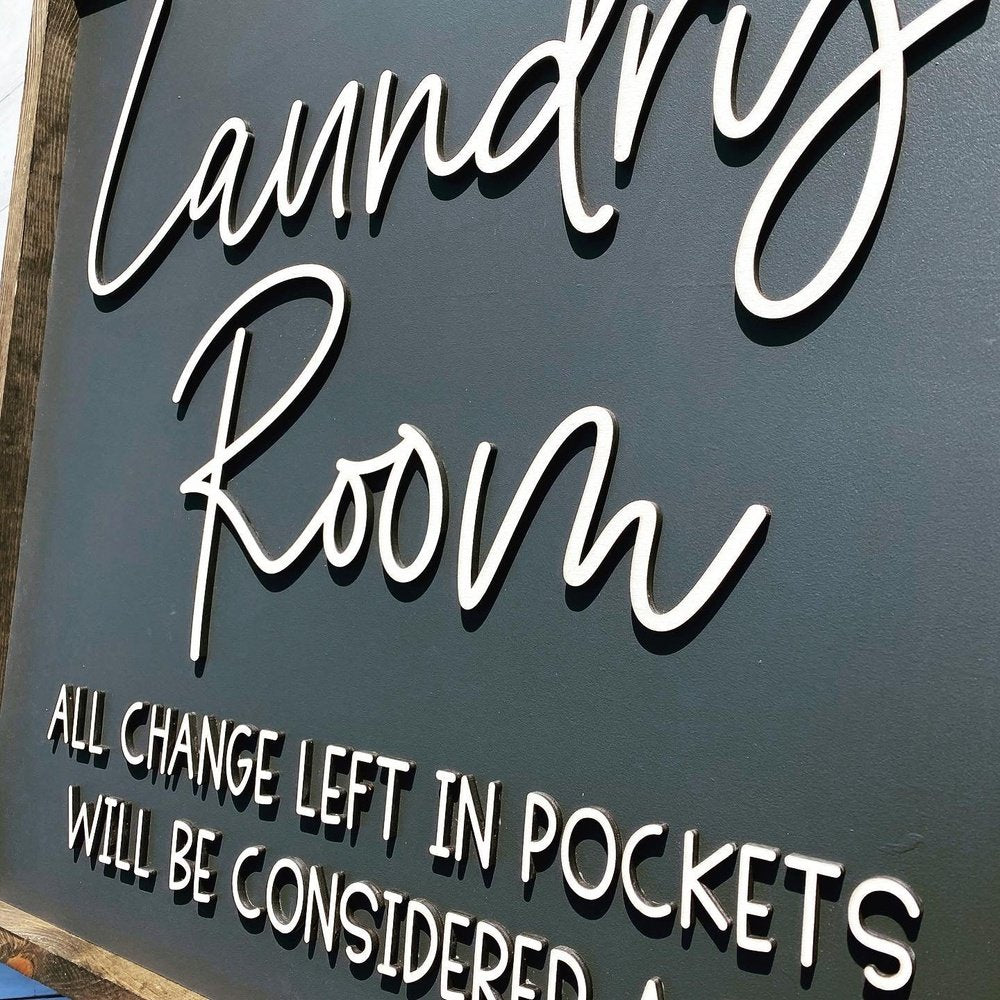 Laundry
Room
ALL CHANGE LEFT IN POCKETS
WILL BE CONSIDERED A